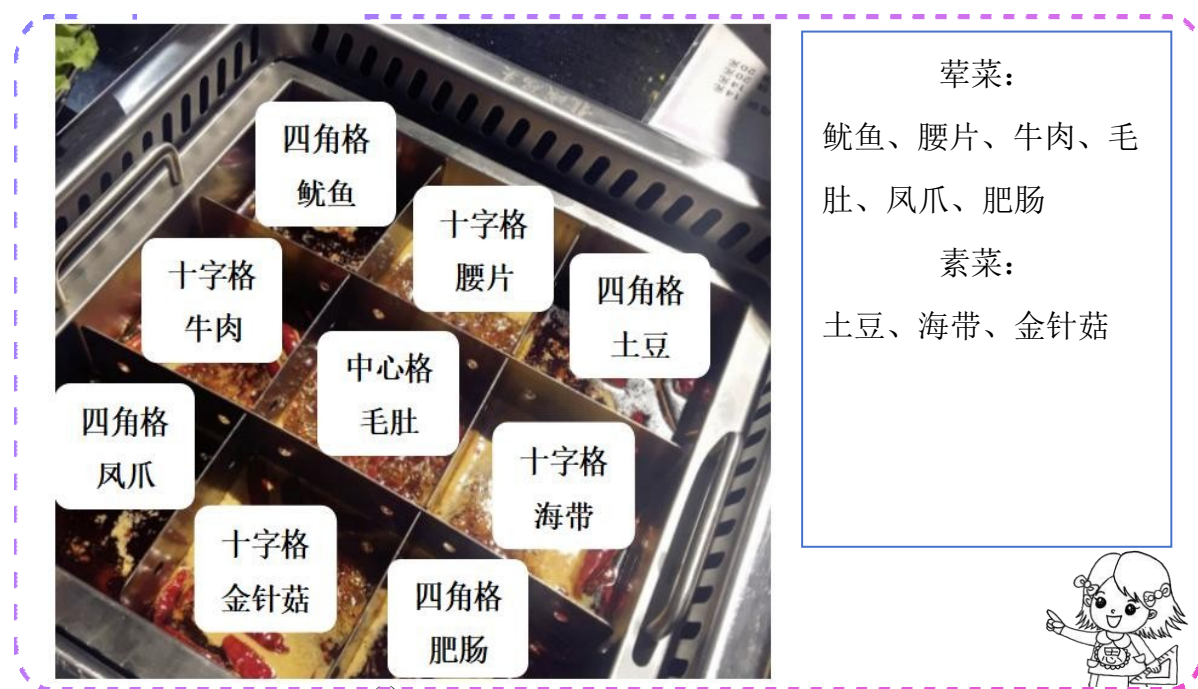 四角格
鱿鱼
十字格
腰片
四角格
土豆
十字格
牛肉
中心格
毛肚
十字格
海带
四角格
凤爪
十字格
金针菇
四角格
肥肠
荤菜：
鱿鱼、腰片、牛肉、毛
肚、凤爪、肥肠
素菜：
土豆、海带、金针菇
思